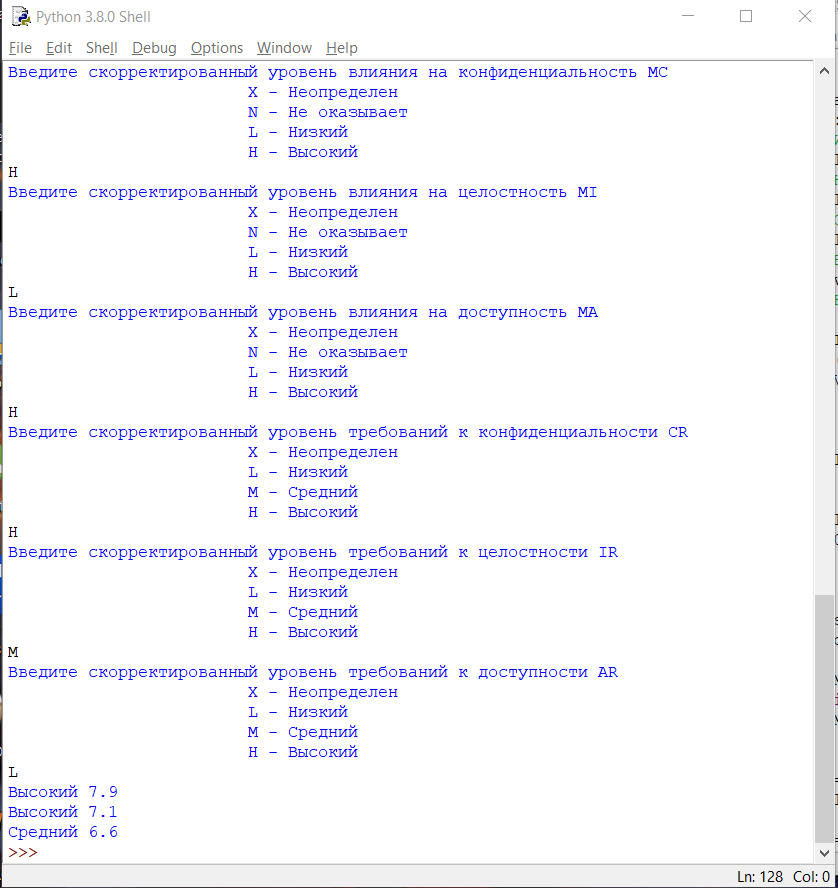 Python 3.8.0 Shell
File Edit Shell Debug Options Window Help
Введите скорректированный уровень влияния на конфиденциальность MC
X - Неопределен
N - Не оказывает
L - Низкий
H - Высокий
H
Введите скорректированный уровень влияния на целостность MI
X - Неопределен
N - Не оказывает
L - Низкий
H - Высокий
L
Введите скорректированный уровень влияния на доступность MA
X - Неопределен
N - Не оказывает
L - Низкий
H - Высокий
H
Введите скорректированный уровень требований к конфиденциальности CR
X - Неопределен
L - Низкий
M - Средний
H - Высокий
H
Введите скорректированный уровень требований к целостности IR
X - Неопределен
L - Низкий
M - Средний
H - Высокий
M
Введите скорректированный уровень требований к доступности AR
X - Неопределен
L - Низкий
M - Средний
H - Высокий
L
Высокий 7.9
Высокий 7.1
Средний 6.6
>>>
Ln: 128 Col: 0